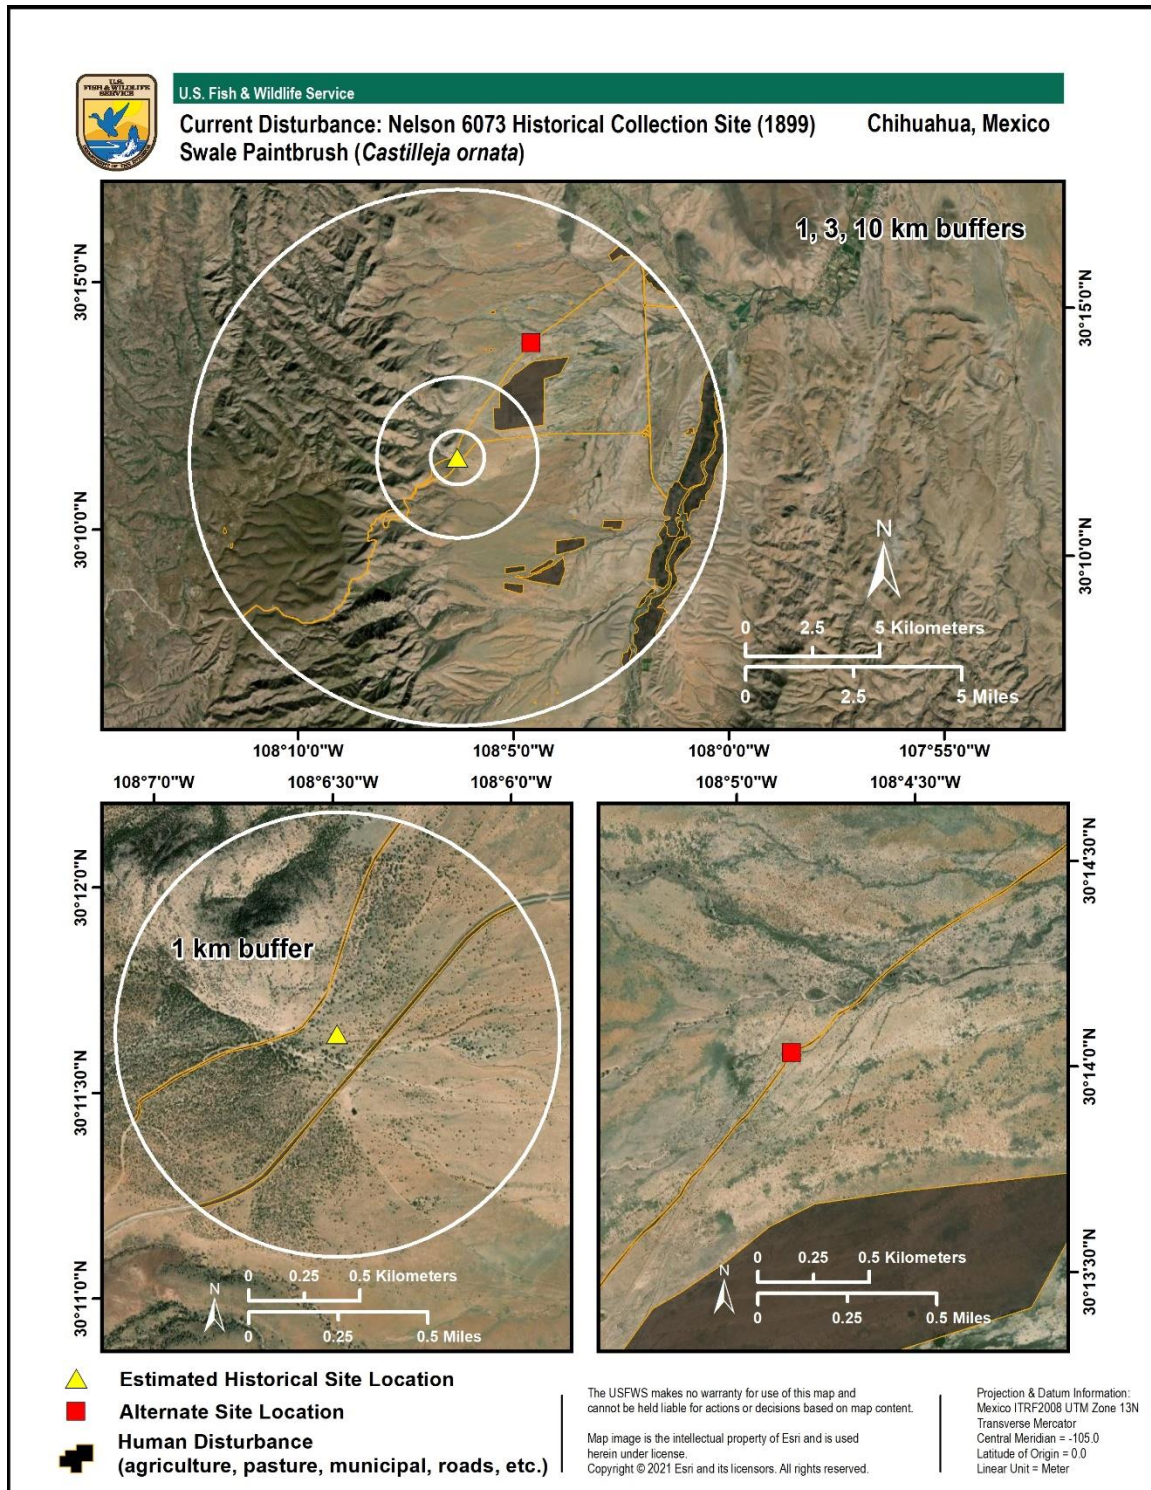 U.S.
FISH & WILDLIFE
SERVICE
DEPARTMENT OF THE INTERIOR
U.S. Fish & Wildlife Service
Current Disturbance: Nelson 6073 Historical Collection Site (1899) Chihuahua, Mexico
Swale Paintbrush (Castilleja ornata)
1, 3, 10 km buffers
30°15'0"N
30°10'0"N
30°15'0"N
30°10'0"N
N
0 2.5 5 Kilometers
0 2.5 5 Miles
108°10'0"W 108°5'0"W 108°0'0"W 107°55'0"W
108°7'0"W 108°6'30"W 108°6'0"W
30°12'0"N
30°11'30"N
30°11'0"N
1 km buffer
N
0 0.25 0.5 Kilometers
0 0.25 0.5 Miles
108°5'0"W 108°4'30"W
30°14'30"N
30°14'0"N
30°13'30"N
N
0 0.25 0.5 Kilometers
0 0.25 0.5 Miles
Estimated Historical Site Location
Alternate Site Location
Human Disturbance
(agriculture, pasture, municipal, roads, etc.)
The USFWS makes no warranty for use of this map and
cannot be held liable for actions or decisions based on map content.
Map image is the intellectual property of Esri and is used
herein under license.
Copyright © 2021 Esri and its licensors. All rights reserved.
Projection & Datum Information:
Mexico ITRF2008 UTM Zone 13N
Transverse Mercator
Central Meridian = -105.0
Latitude of Origin = 0.0
Linear Unit = Meter